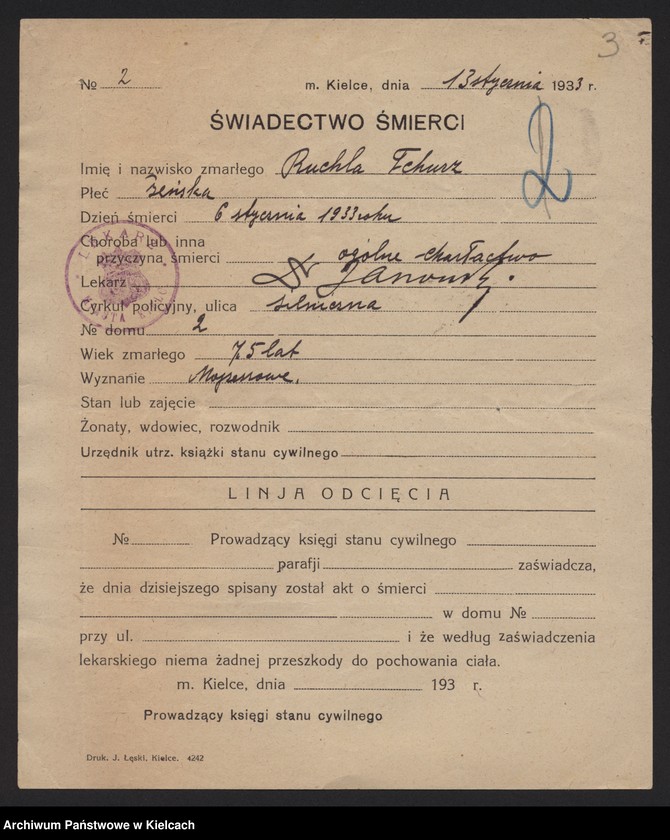 3
№ 2 m. Kielce, dnia 13 stycznia 1933 r.
ŚWIADECTWO ŚMIERCI
2
Imię i nazwisko zmarłego Ruchla Tchurz
Płeć żeńska
Dzień śmierci 6 stycznia 1933 roku
Choroba lub inna
przyczyna śmierci ogólne charłactwo
Lekarz Dr
Cyrkuł policyjny, ulica Silniczna
№ domu 2
Wiek zmarłego 75 lat
Wyznanie Mojżeszowe.
Stan lub zajęcie
Żonaty, wdowiec, rozwodnik
Urzędnik utrz. książki stanu cywilnego
LINJA ODCIĘCIA
№ Prowadzący księgi stanu cywilnego
parafji zaświadcza,
że dnia dzisiejszego spisany został akt o śmierci
w domu №
przy ul. i że według zaświadczenia
lekarskiego niema żadnej przeszkody do pochowania ciała.
m. Kielce, dnia 193 r.
Prowadzący księgi stanu cywilnego
Druk. J. Łęski, Kielce. 4242
Archiwum Państwowe w Kielcach